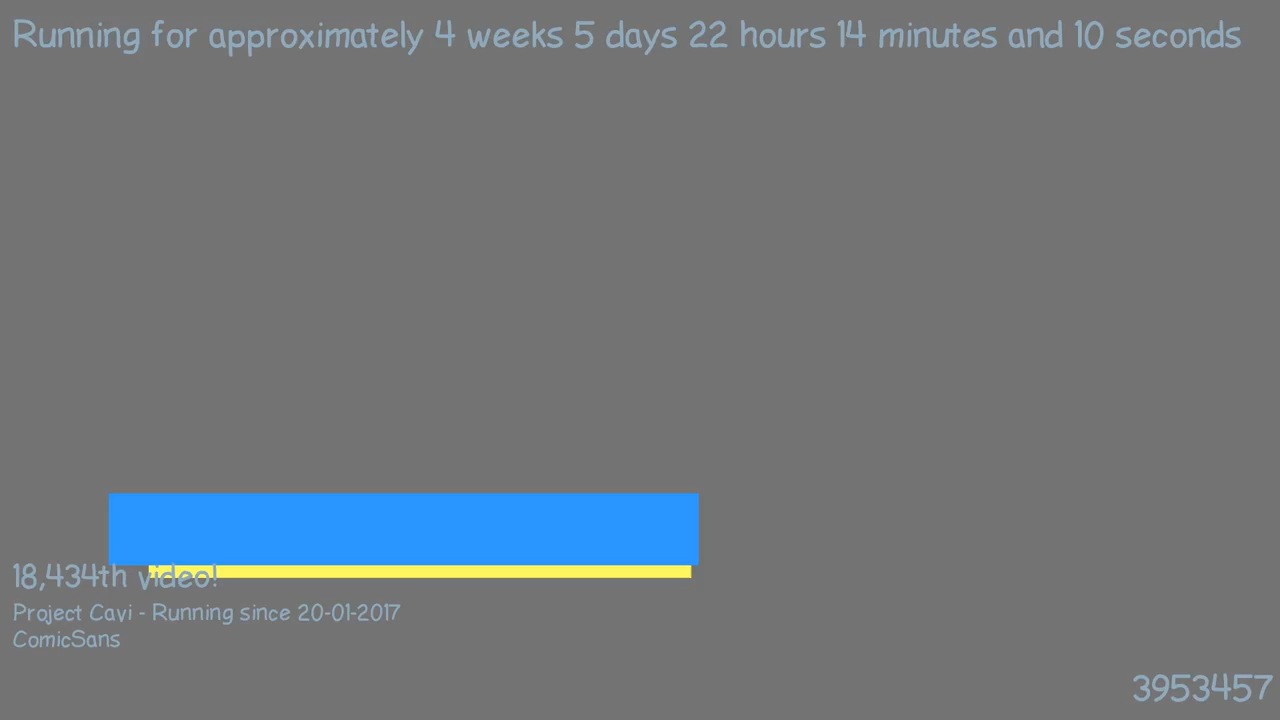 Running for approximately 4 weeks 5 days 22 hours 14 minutes and 10 seconds
18,434th video!
Project Cavi - Running since 20-01-2017
ComicSans
3953457